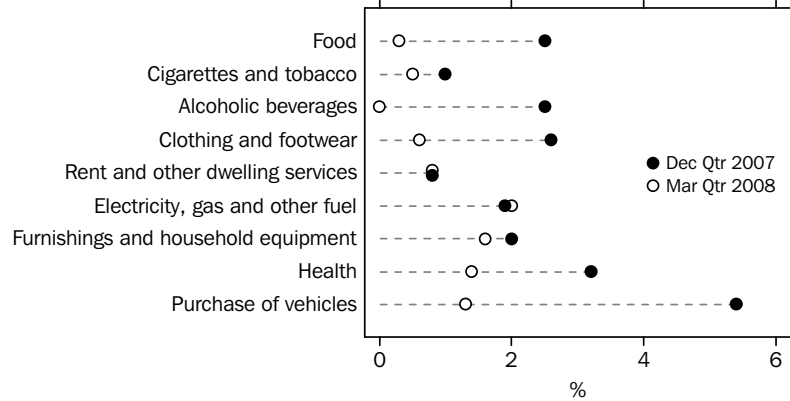 Food
Cigarettes and tobacco
Alcoholic beverages
Clothing and footwear
Rent and other dwelling services
Electricity, gas and other fuel
Furnishings and household equipment
Health
Purchase of vehicles
Dec Qtr 2007
Mar Qtr 2008
0 2 4 6
%